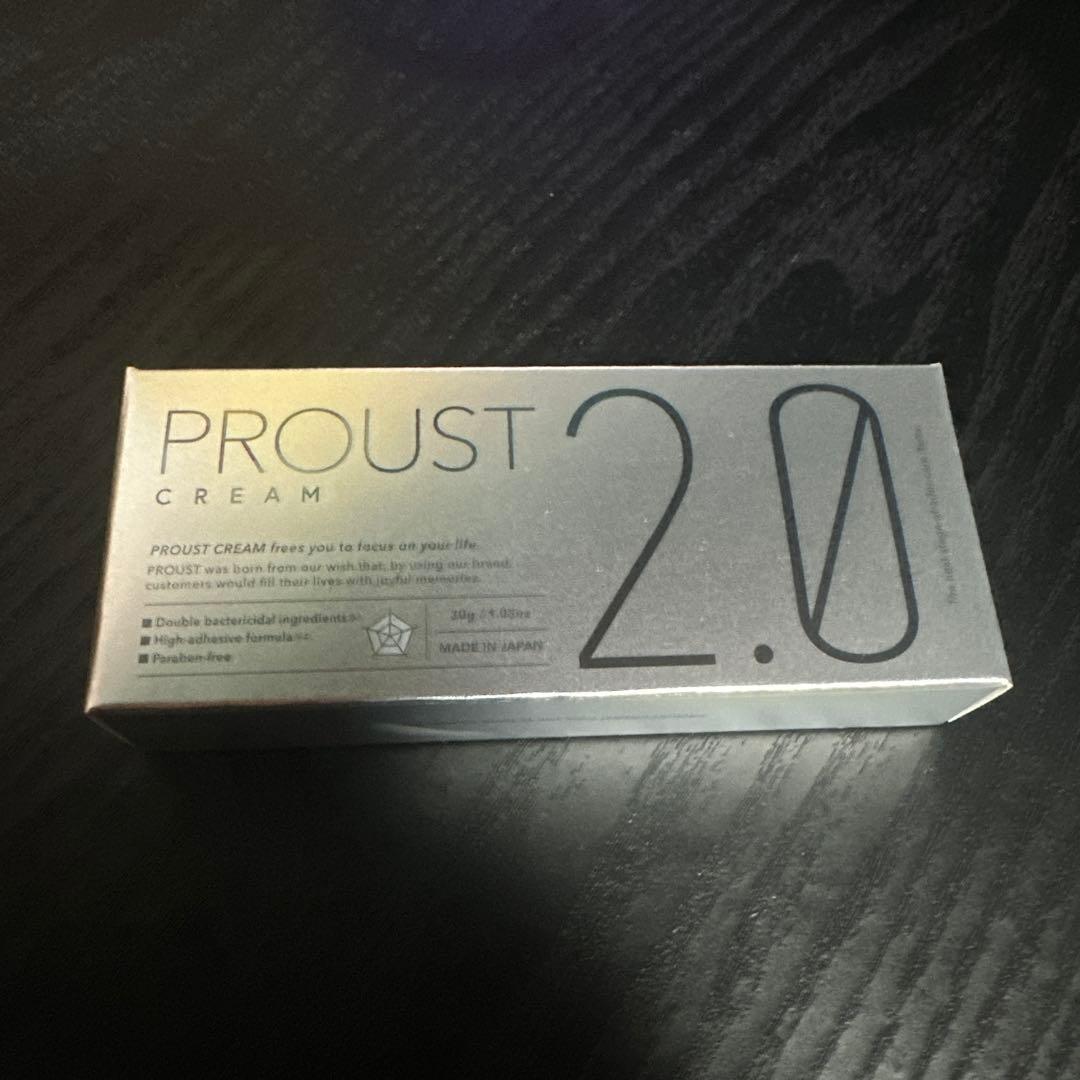 PROUST
CREAM
2.0
PROUST CREAM frees you to focus on your life.
PROUST was born from our wish that, by using our brand,
customers would fill their lives with joyful memories.
■ Double bactericidal ingredients
■ High-adhesive formula
■ Paraben-free
30g / 1.05oz
MADE IN JAPAN